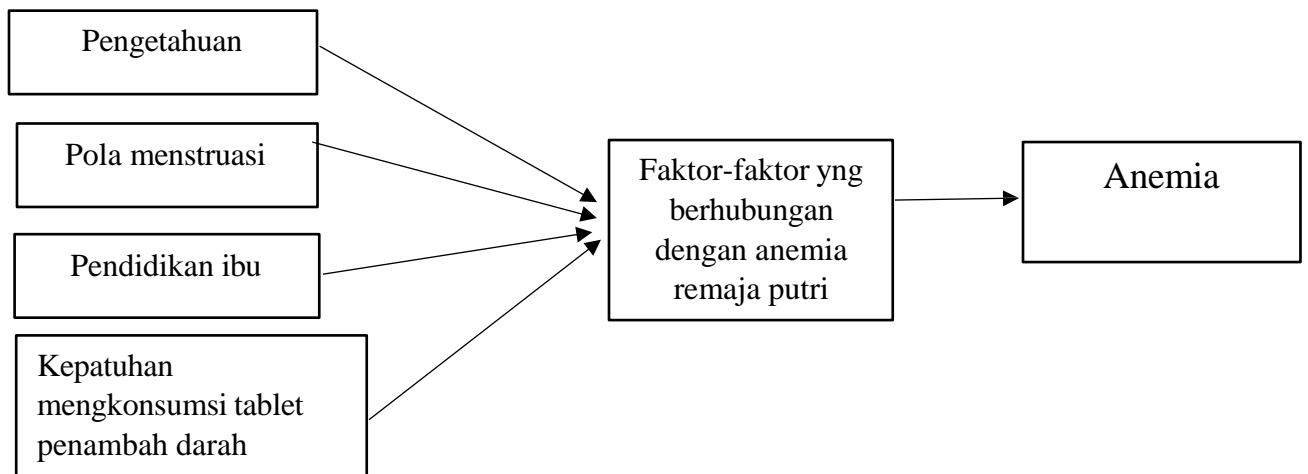 Pengetahuan
Pola menstruasi
Pendidikan ibu
Kepatuhan
mengkonsumsi tablet
penambah darah
Faktor-faktor yng
berhubungan
dengan anemia
remaja putri
Anemia